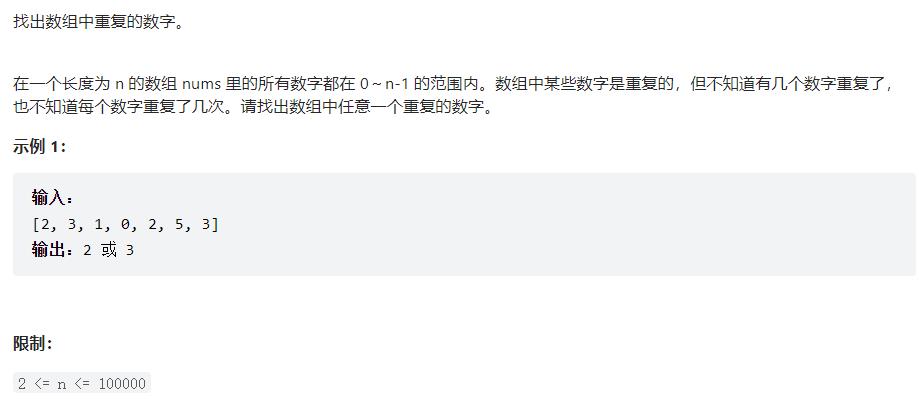 找出数组中重复的数字。
在一个长度为 n 的数组 nums 里的所有数字都在 0～n-1 的范围内。数组中某些数字是重复的，但不知道有几个数字重复了，
也不知道每个数字重复了几次。请找出数组中任意一个重复的数字。
示例 1：
输入：
[2, 3, 1, 0, 2, 5, 3]
输出：2 或 3
限制：
2 <= n <= 100000